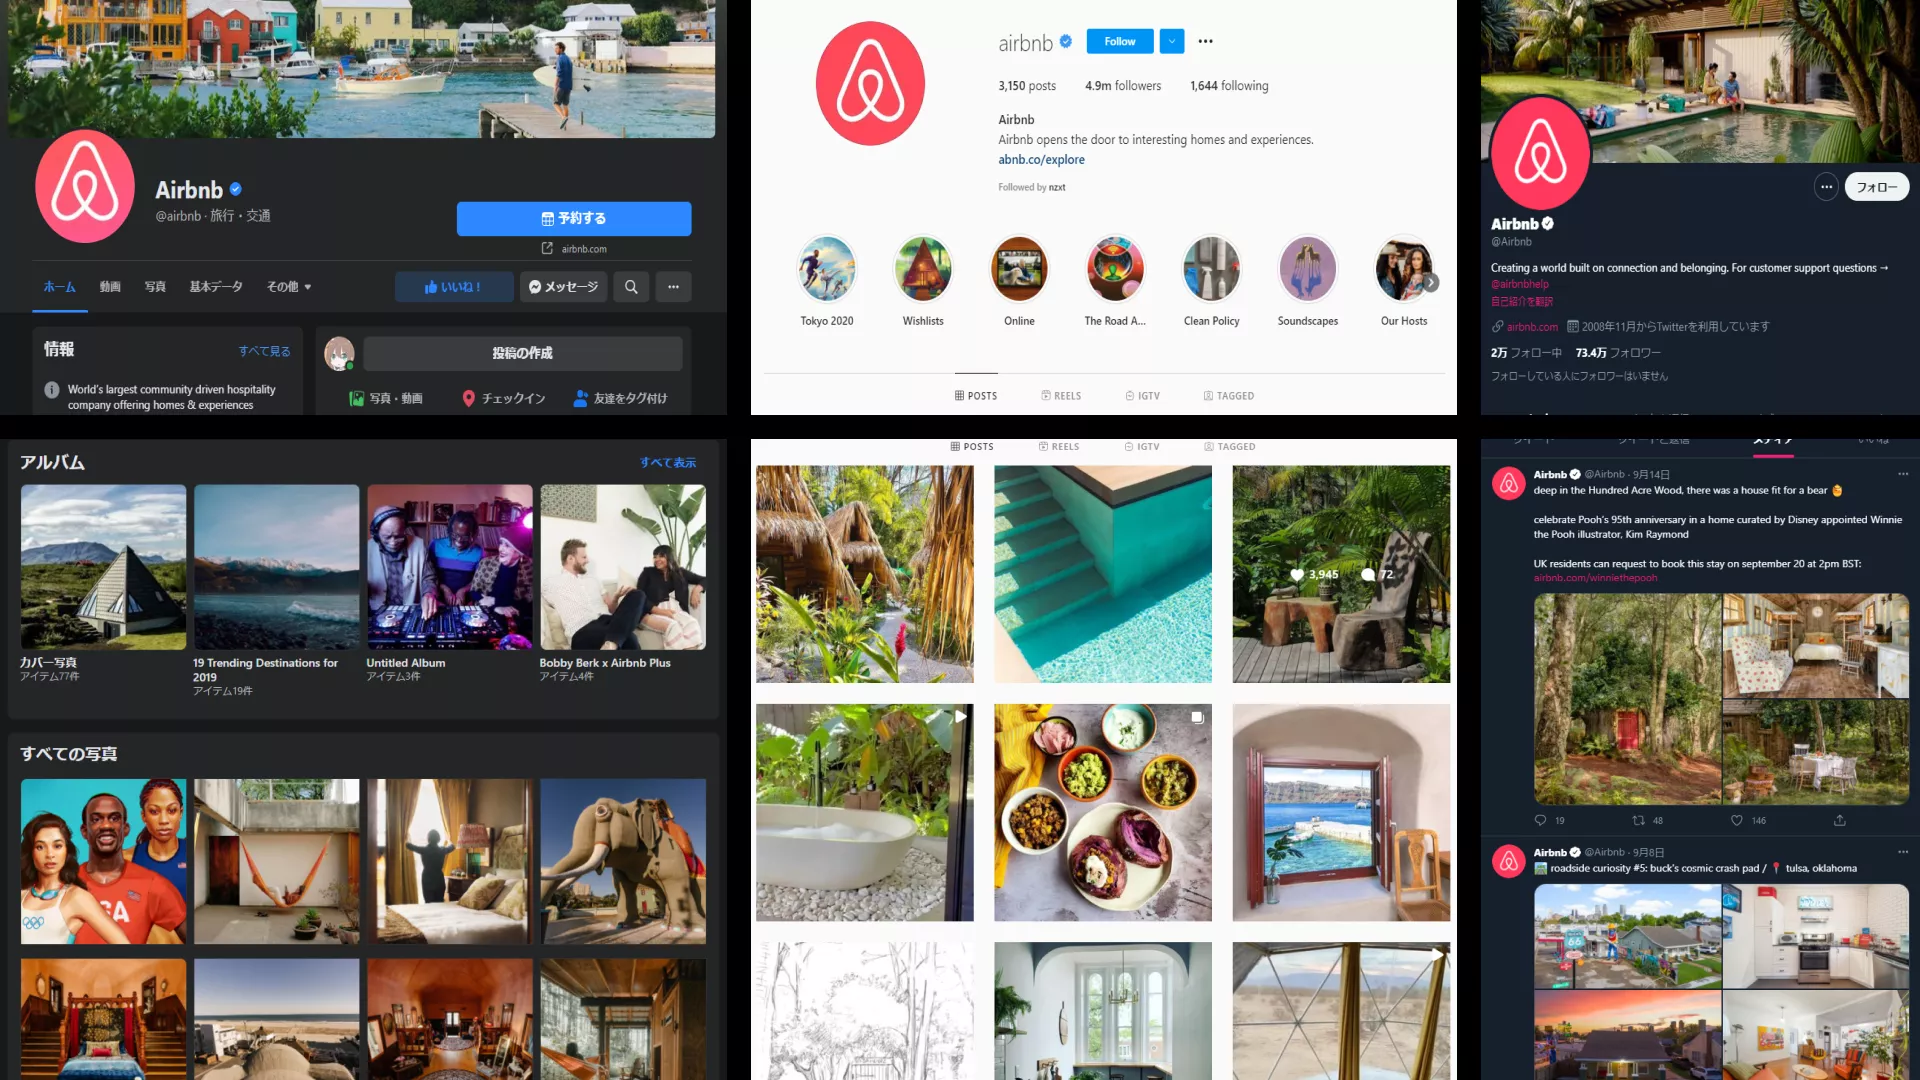 Airbnb
@airbnb · 旅行・交通
予約する
airbnb.com
ホーム 動画 写真 基本データ その他
いいね！ メッセージ
情報 すべて見る
World's largest community driven hospitality
company offering homes & experiences
投稿の作成
写真・動画 チェックイン 友達をタグ付け
airbnb Follow
3,150 posts 4.9m followers 1,644 following
Airbnb
Airbnb opens the door to interesting homes and experiences.
abnb.co/explore
Followed by nzxt
Tokyo 2020 Wishlists Online The Road A... Clean Policy Soundscapes Our Hosts
POSTS REELS IGTV TAGGED
フォロー
Airbnb
@Airbnb
Creating a world built on connection and belonging. For customer support questions →
@airbnbhelp
自己紹介を翻訳
airbnb.com 2008年11月からTwitterを利用しています
2万 フォロー中 73.4万 フォロワー
フォローしている人にフォロワーはいません
アルバム すべて表示
カバー写真
アイテム77件
19 Trending Destinations for
2019
アイテム19件
Untitled Album
アイテム3件
Bobby Berk x Airbnb Plus
アイテム4件
すべての写真
POSTS REELS IGTV TAGGED
3,945 72
Airbnb @Airbnb · 9月14日
deep in the Hundred Acre Wood, there was a house fit for a bear
celebrate Pooh's 95th anniversary in a home curated by Disney appointed Winnie
the Pooh illustrator, Kim Raymond
UK residents can request to book this stay on september 20 at 2pm BST:
airbnb.com/winniethepooh
19 48 146
Airbnb @Airbnb · 9月8日
roadside curiosity #5: buck's cosmic crash pad / tulsa, oklahoma
66